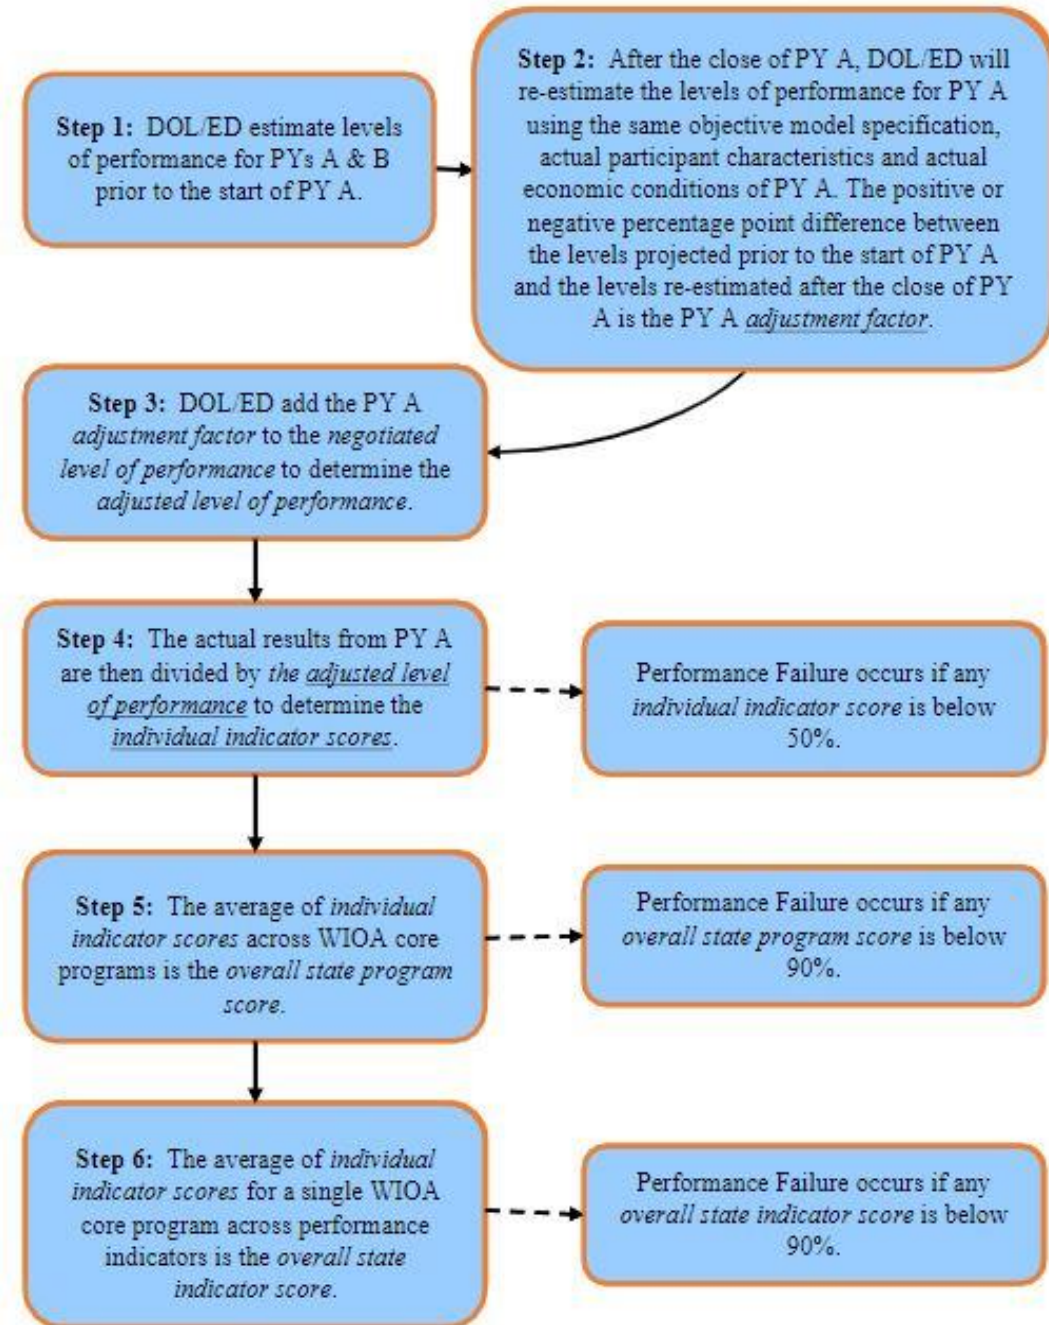 Step 1: DOL/ED estimate levels
of performance for PYs A & B
prior to the start of PY A.
Step 2: After the close of PY A, DOL/ED will
re-estimate the levels of performance for PY A
using the same objective model specification,
actual participant characteristics and actual
economic conditions of PY A. The positive or
negative percentage point difference between
the levels projected prior to the start of PY A
and the levels re-estimated after the close of PY
A is the PY A adjustment factor.
Step 3: DOL/ED add the PY A
adjustment factor to the negotiated
level of performance to determine the
adjusted level of performance.
Step 4: The actual results from PY A
are then divided by the adjusted level
of performance to determine the
individual indicator scores.
Performance Failure occurs if any
individual indicator score is below
50%.
Step 5: The average of individual
indicator scores across WIOA core
programs is the overall state program
score.
Performance Failure occurs if any
overall state program score is below
90%.
Step 6: The average of individual
indicator scores for a single WIOA
core program across performance
indicators is the overall state
indicator score.
Performance Failure occurs if any
overall state indicator score is below
90%.